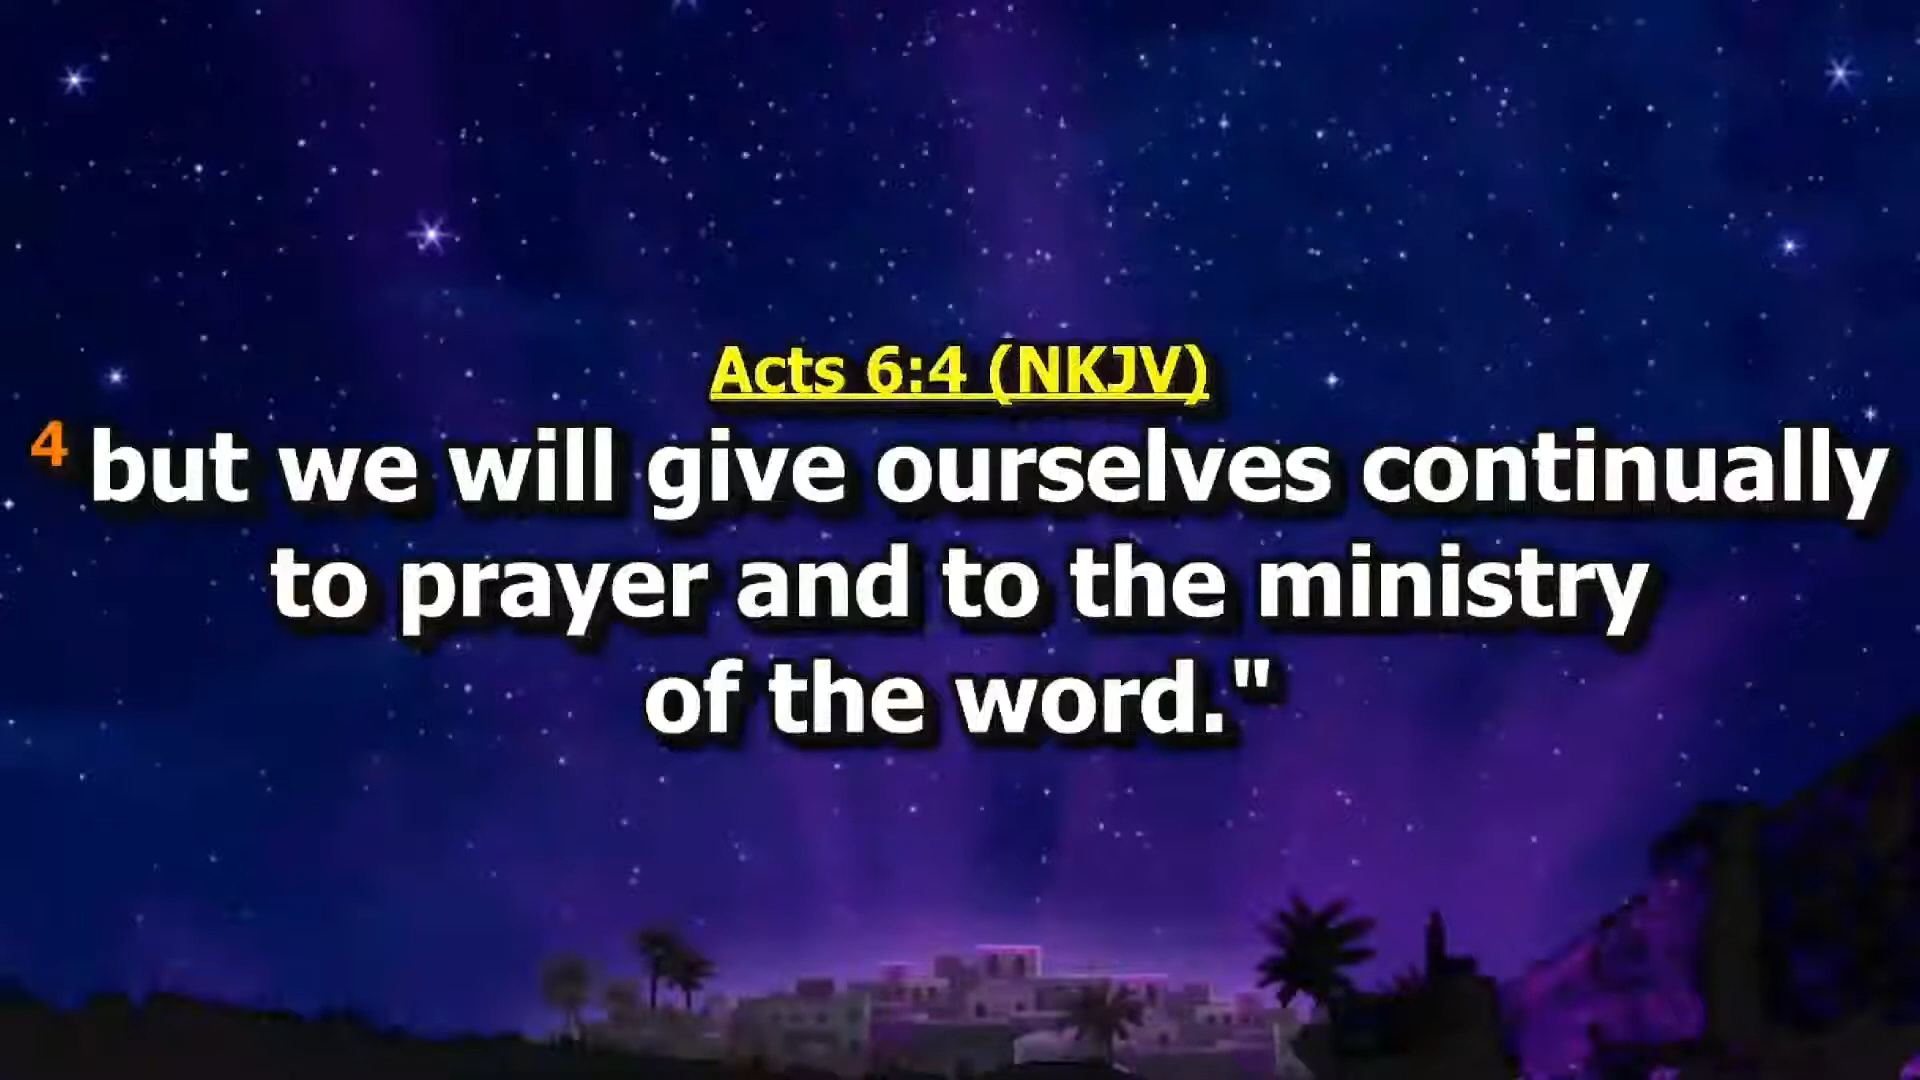 Acts 6:4 (NKJV)
4 but we will give ourselves continually
to prayer and to the ministry
of the word."